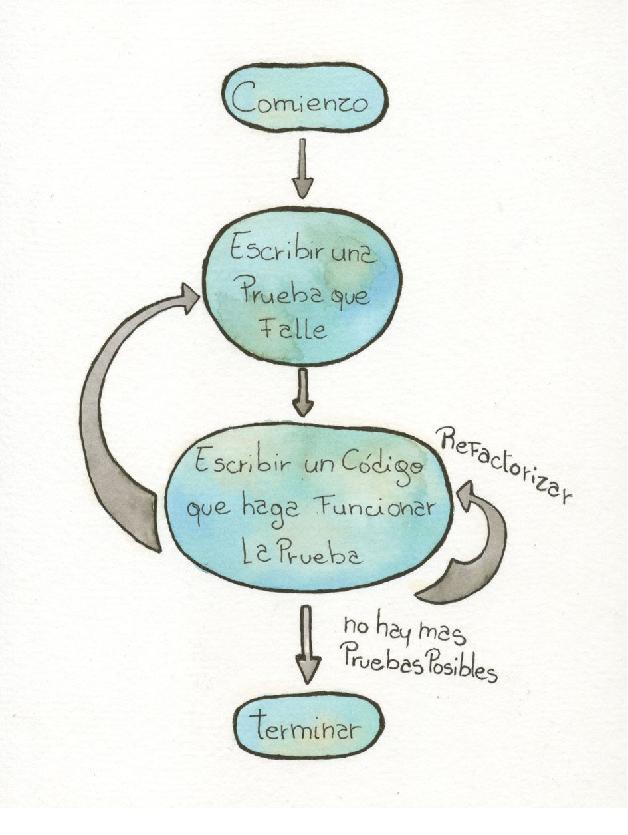 Comienzo
Escribir una
Prueba que
Falle
Escribir un Código
que haga Funcionar
La Prueba
Refactorizar
no hay mas
Pruebas Posibles
terminar